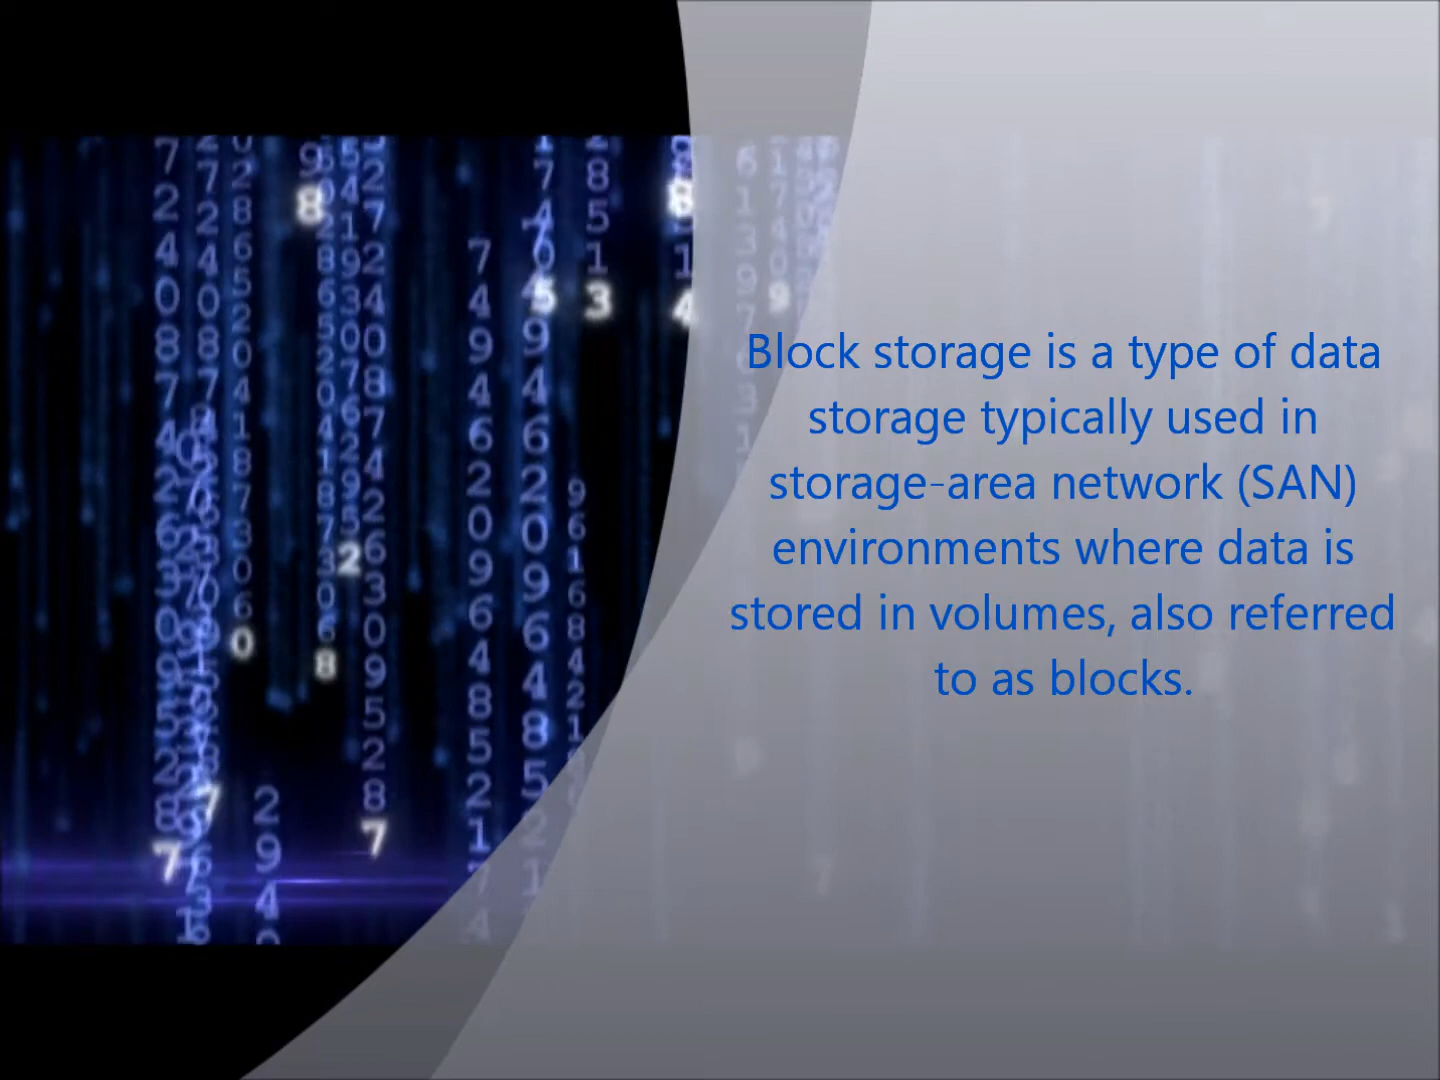 Block storage is a type of data
storage typically used in
storage-area network (SAN)
environments where data is
stored in volumes, also referred
to as blocks.